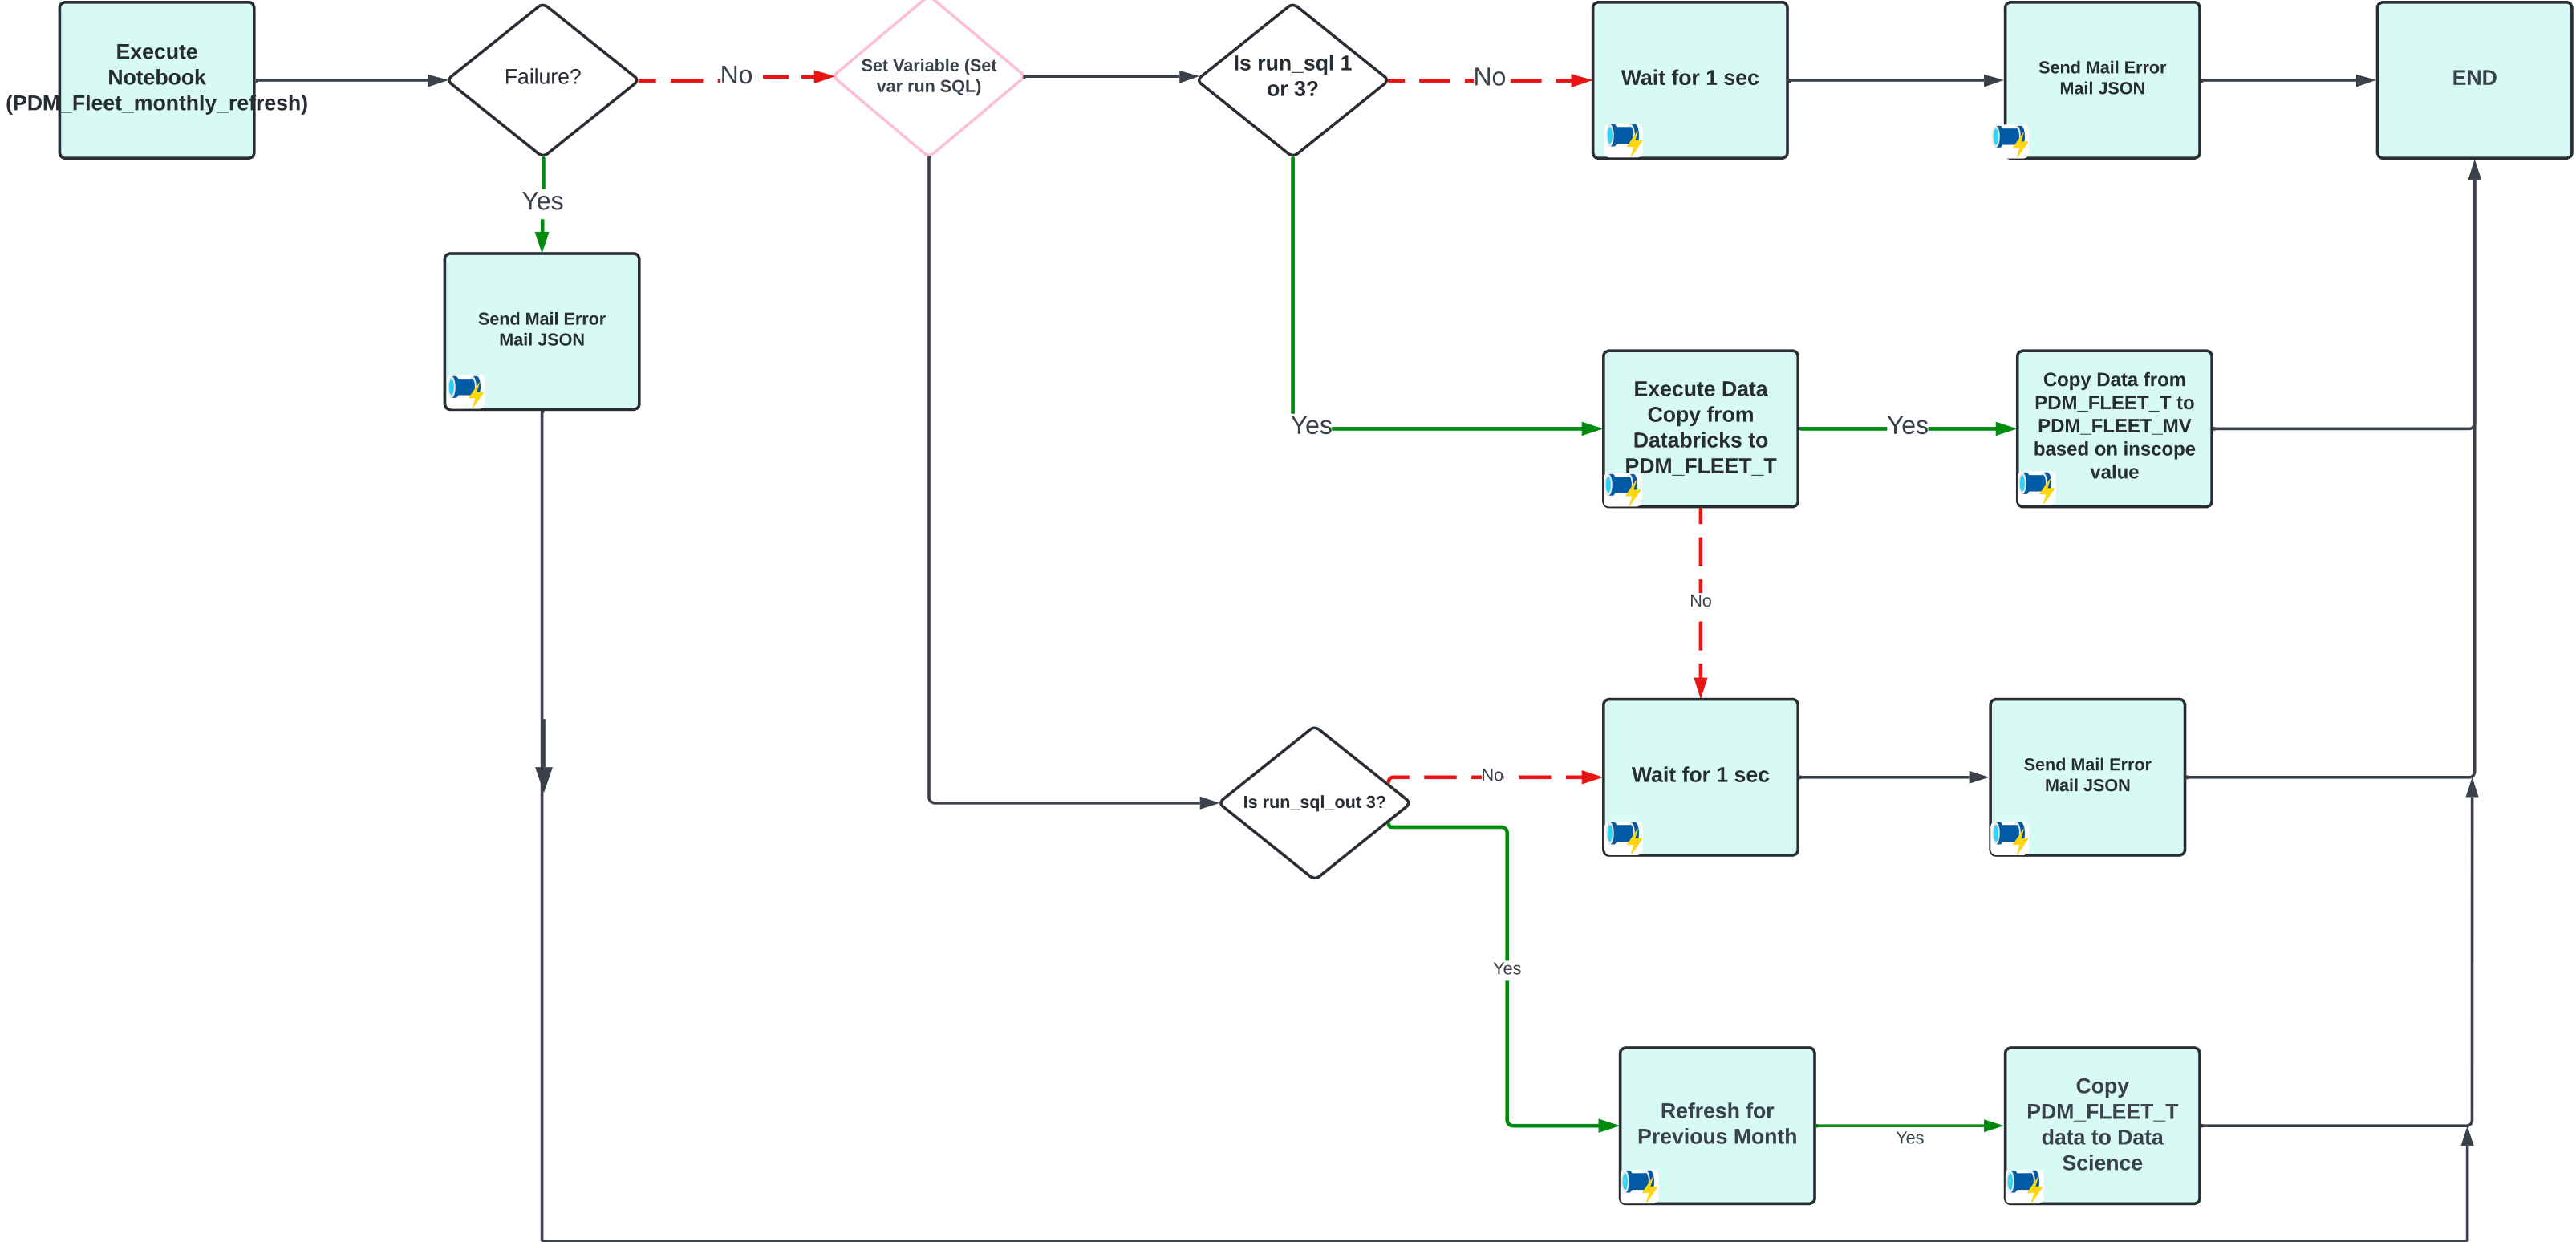 Execute
Notebook
(PDM_Fleet_monthly_refresh)
Failure?
No
Set Variable (Set
var run SQL)
Is run_sql 1
or 3?
No
Wait for 1 sec
Send Mail Error
Mail JSON
END
Yes
Send Mail Error
Mail JSON
Yes
Execute Data
Copy from
Databricks to
PDM_FLEET_T
Yes
Copy Data from
PDM_FLEET_T to
PDM_FLEET_MV
based on inscope
value
No
Is run_sql_out 3?
No
Wait for 1 sec
Send Mail Error
Mail JSON
Yes
Refresh for
Previous Month
Yes
Copy
PDM_FLEET_T
data to Data
Science